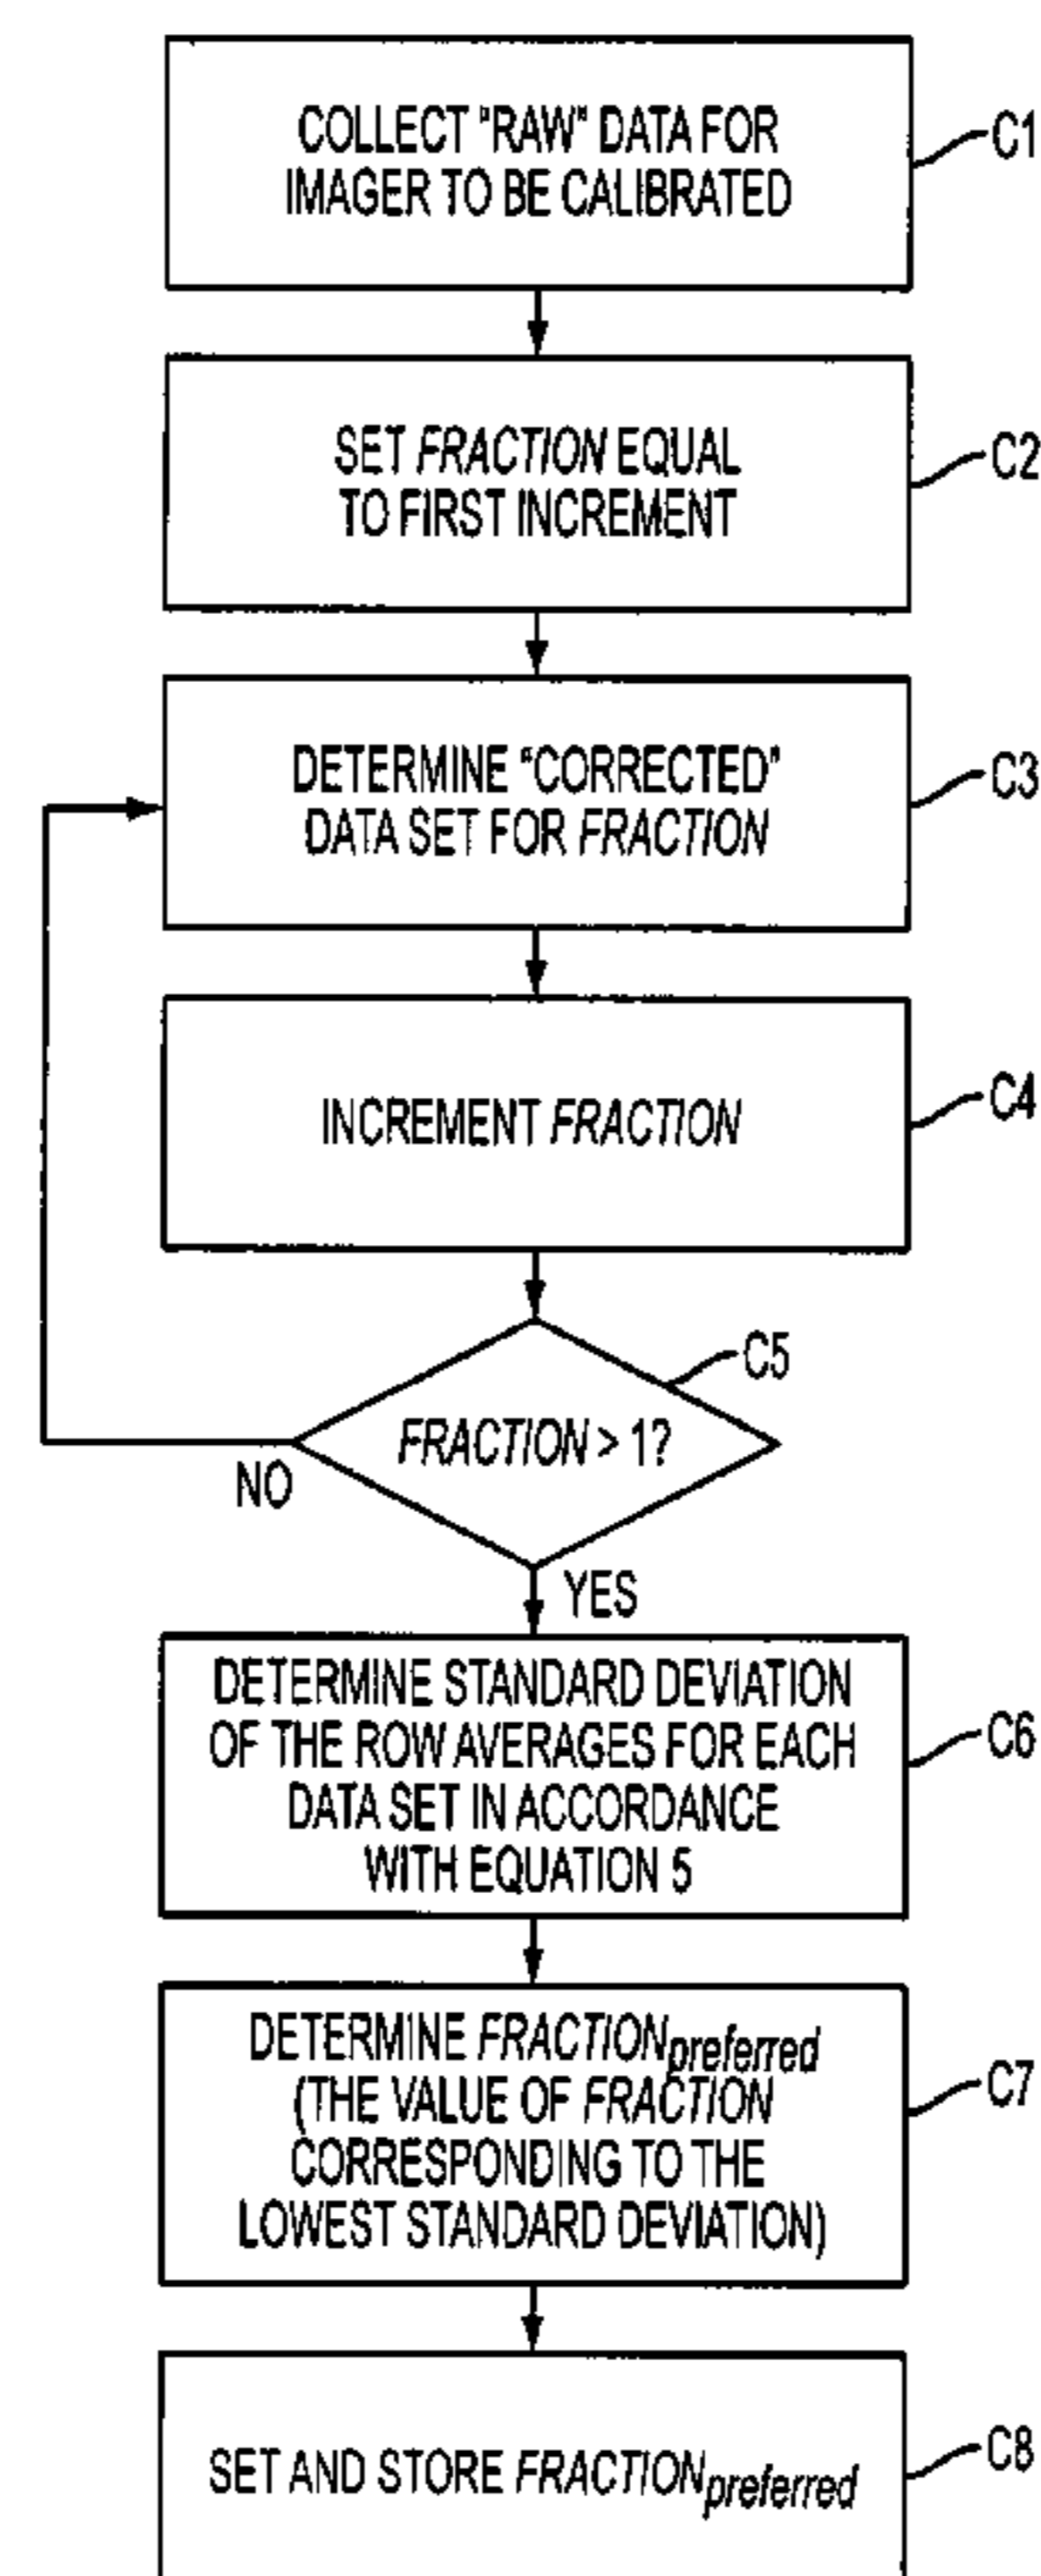 COLLECT "RAW" DATA FOR
IMAGER TO BE CALIBRATED
C1
SET FRACTION EQUAL
TO FIRST INCREMENT
C2
DETERMINE "CORRECTED"
DATA SET FOR FRACTION
C3
INCREMENT FRACTION
C4
C5
FRACTION > 1?
NO
YES
DETERMINE STANDARD DEVIATION
OF THE ROW AVERAGES FOR EACH
DATA SET IN ACCORDANCE
WITH EQUATION 5
C6
DETERMINE FRACTIONpreferred
(THE VALUE OF FRACTION
CORRESPONDING TO THE
LOWEST STANDARD DEVIATION)
C7
SET AND STORE FRACTIONpreferred
C8